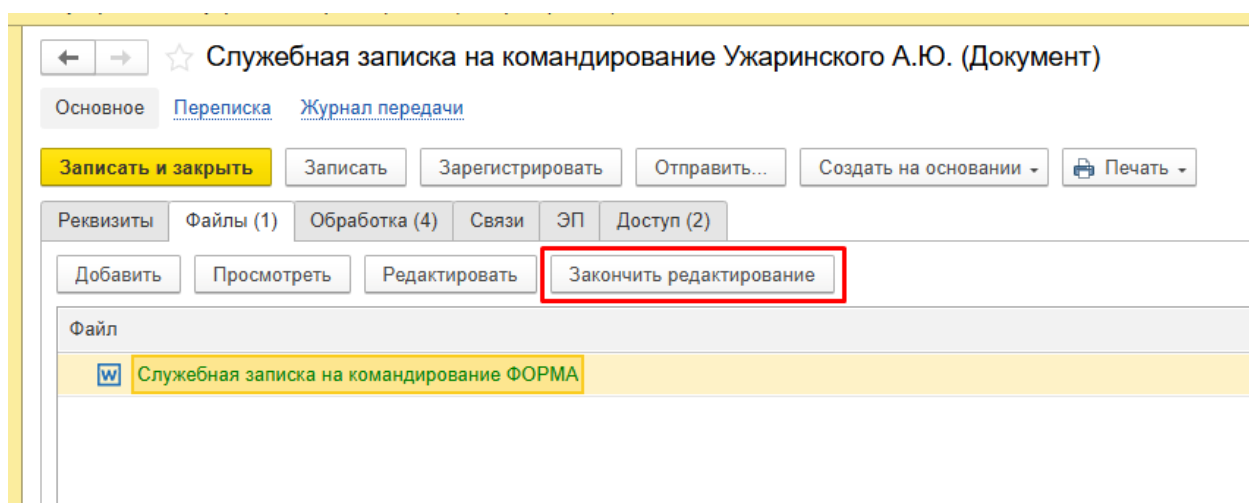 Служебная записка на командирование Ужаринского А.Ю. (Документ)
Основное Переписка Журнал передачи
Записать и закрыть Записать Зарегистрировать Отправить... Создать на основании Печать
Реквизиты Файлы (1) Обработка (4) Связи ЭП Доступ (2)
Добавить Просмотреть Редактировать Закончить редактирование
Файл
Служебная записка на командирование ФОРМА